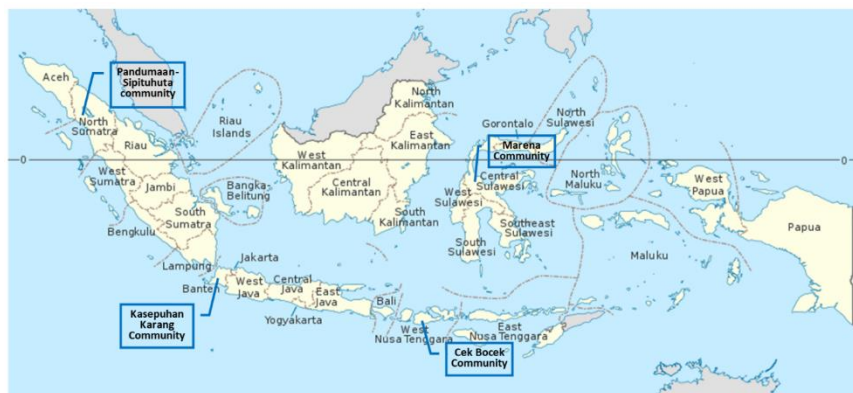 Pandumaan-
Sipituhuta
community
Aceh
North
Sumatra
Riau
Riau
Islands
West
Sumatra
Jambi
Bangka-
Belitung
South
Sumatra
Bengkulu
Lampung
Jakarta
Banten
West
Java
Central
Java
East
Java
Yogyakarta
Kasepuhan
Karang
Community
Bali
West
Nusa Tenggara
East
Nusa Tenggara
Cek Bocek
Community
North
Kalimantan
East
Kalimantan
West
Kalimantan
Central
Kalimantan
South
Kalimantan
Gorontalo
North
Sulawesi
Marena
Community
Central
Sulawesi
West
Sulawesi
Southeast
Sulawesi
South
Sulawesi
North
Maluku
Maluku
West
Papua
Papua
0
0